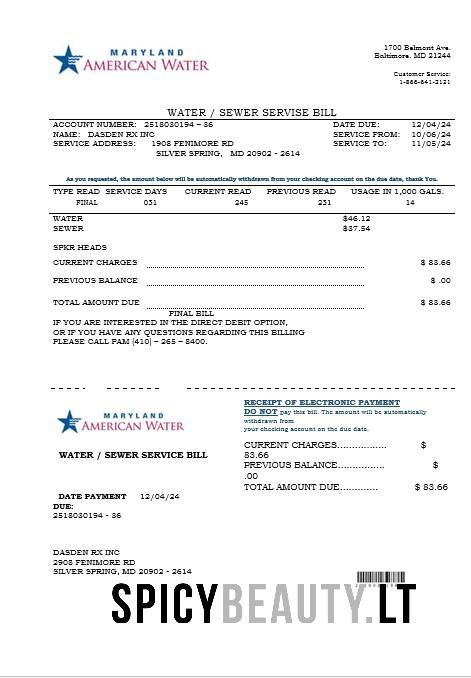 MARYLAND
AMERICAN WATER
1700 Belmont Ave.
Baltimore, MD 21244
Customer Service:
1-866-641-2131
WATER / SEWER SERVISE BILL
ACCOUNT NUMBER: 2518030194 – 36 DATE DUE: 12/04/24
NAME: DASDEN RX INC SERVICE FROM: 10/06/24
SERVICE ADDRESS: 1908 FENIMORE RD SERVICE TO: 11/05/24
SILVER SPRING, MD 20902 - 2614
As you requested, the amount below will be automatically withdrawn from your checking account on the due date, thank You.
TYPE READ SERVICE DAYS CURRENT READ PREVIOUS READ USAGE IN 1,000 GALS.
FINAL 031 245 231 14
WATER $46.12
SEWER $37.54
SPKR HEADS
CURRENT CHARGES $ 83.66
PREVIOUS BALANCE $ .00
TOTAL AMOUNT DUE $ 83.66
FINAL BILL
IF YOU ARE INTERESTED IN THE DIRECT DEBIT OPTION,
OR IF YOU HAVE ANY QUESTIONS REGARDING THIS BILLING
PLEASE CALL PAM (410) – 265 – 8400.
MARYLAND
AMERICAN WATER
WATER / SEWER SERVICE BILL
DATE PAYMENT 12/04/24
DUE:
2518030194 - 36
RECEIPT OF ELECTRONIC PAYMENT
DO NOT pay this bill. The amount will be automatically
withdrawn from
your checking account on the due date.
CURRENT CHARGES................. $
83.66
PREVIOUS BALANCE................ $
.00
TOTAL AMOUNT DUE............. $ 83.66
DASDEN RX INC
2908 FENIMORE RD
SILVER SPRING, MD 20902 - 2614
SPICYBEAUTY.LT